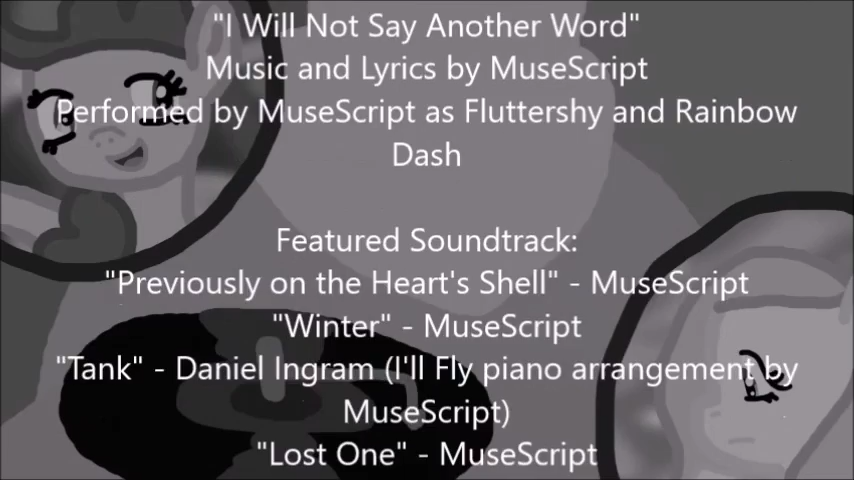 "I Will Not Say Another Word"
Music and Lyrics by MuseScript
Performed by MuseScript as Fluttershy and Rainbow
Dash
Featured Soundtrack:
"Previously on the Heart's Shell" - MuseScript
"Winter" - MuseScript
"Tank" - Daniel Ingram (I'll Fly piano arrangement by
MuseScript)
"Lost One" - MuseScript